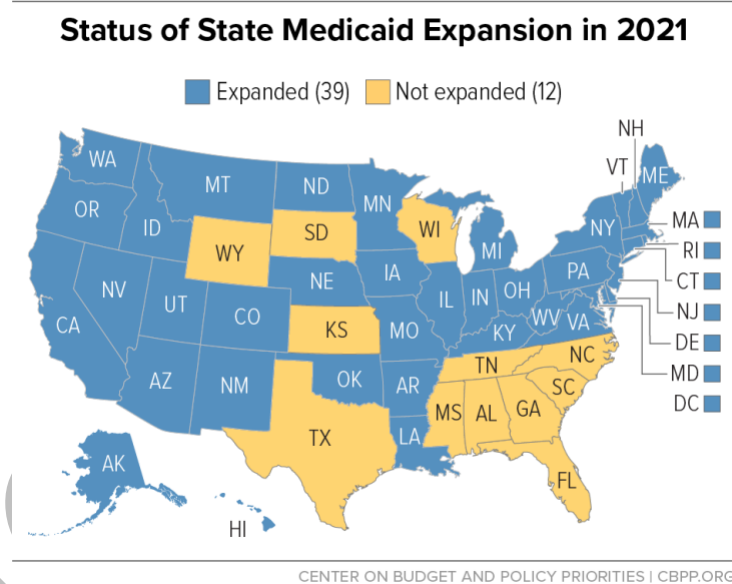 Status of State Medicaid Expansion in 2021
Expanded (39) Not expanded (12)
NH
VT
ME
WA
MT
ND
MN
OR
ID
SD
WI
NY
MA
WY
MI
RI
NE
IA
PA
CT
NV
UT
CO
IL
IN
OH
NJ
CA
KS
MO
WV
VA
KY
DE
AZ
NM
OK
AR
TN
NC
MD
SC
DC
MS
AL
GA
TX
LA
AK
FL
HI
CENTER ON BUDGET AND POLICY PRIORITIES | CBPP.ORG